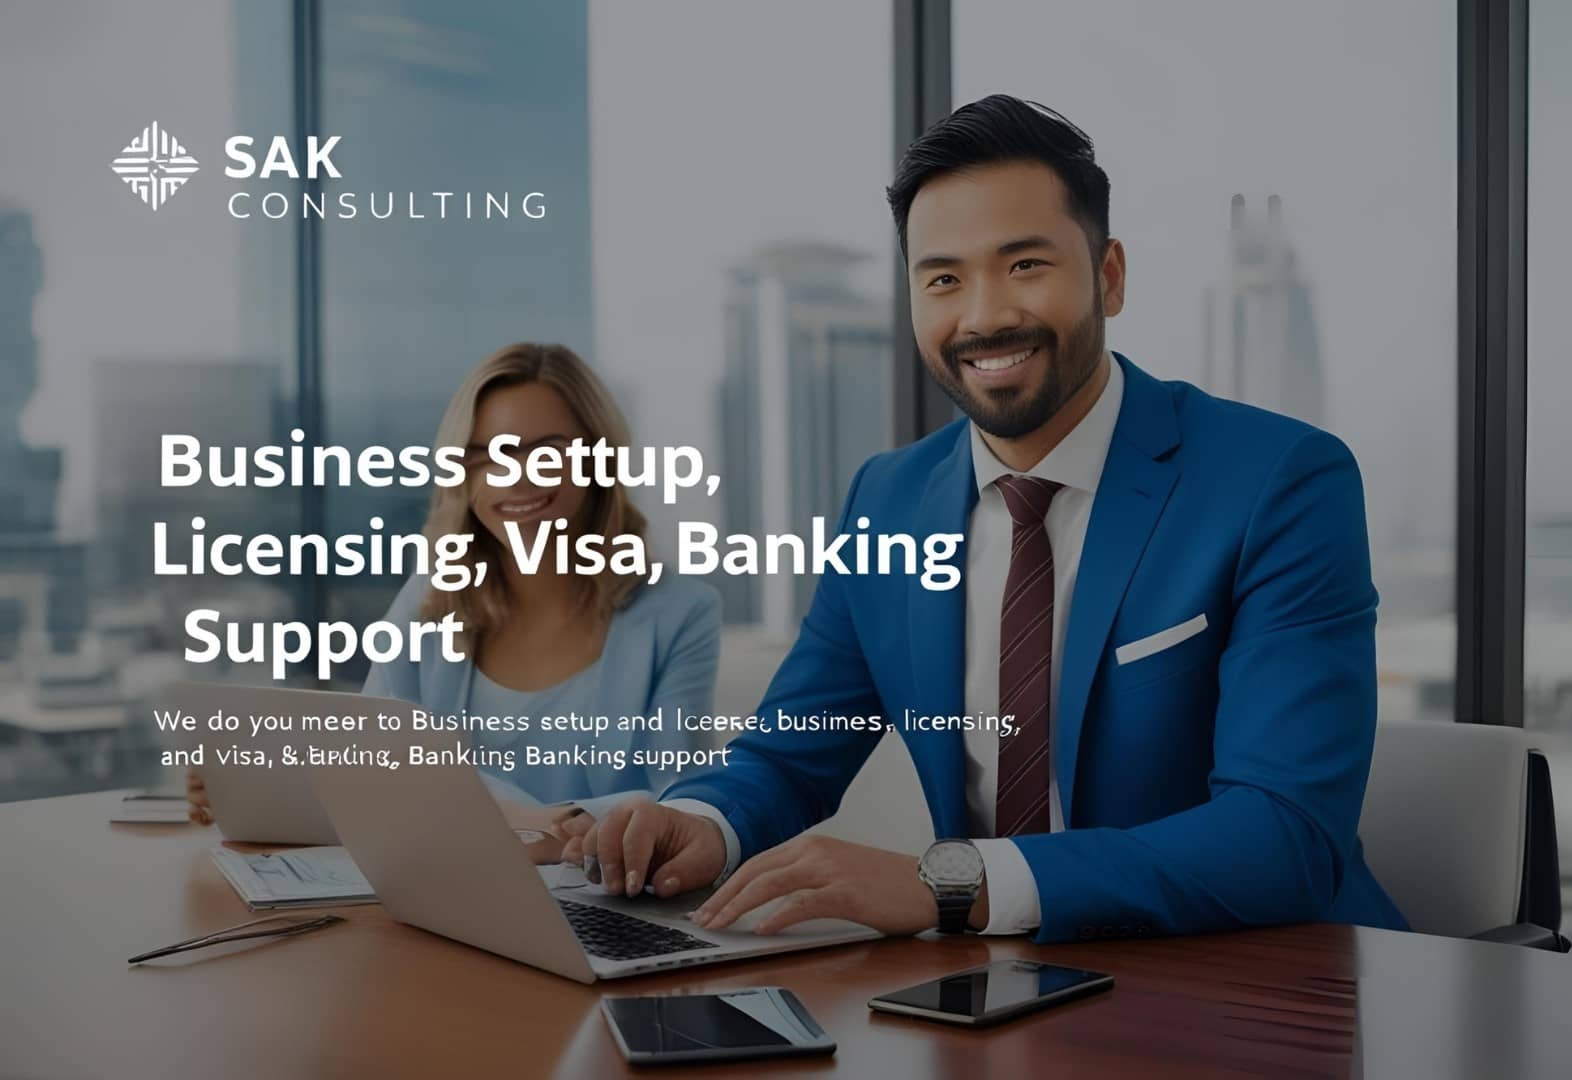 SAK
CONSULTING
Business Settup,
Licensing, Visa, Banking
Support
We do you meer to Business setup and busimes, licensing,
and visa, & Banking support